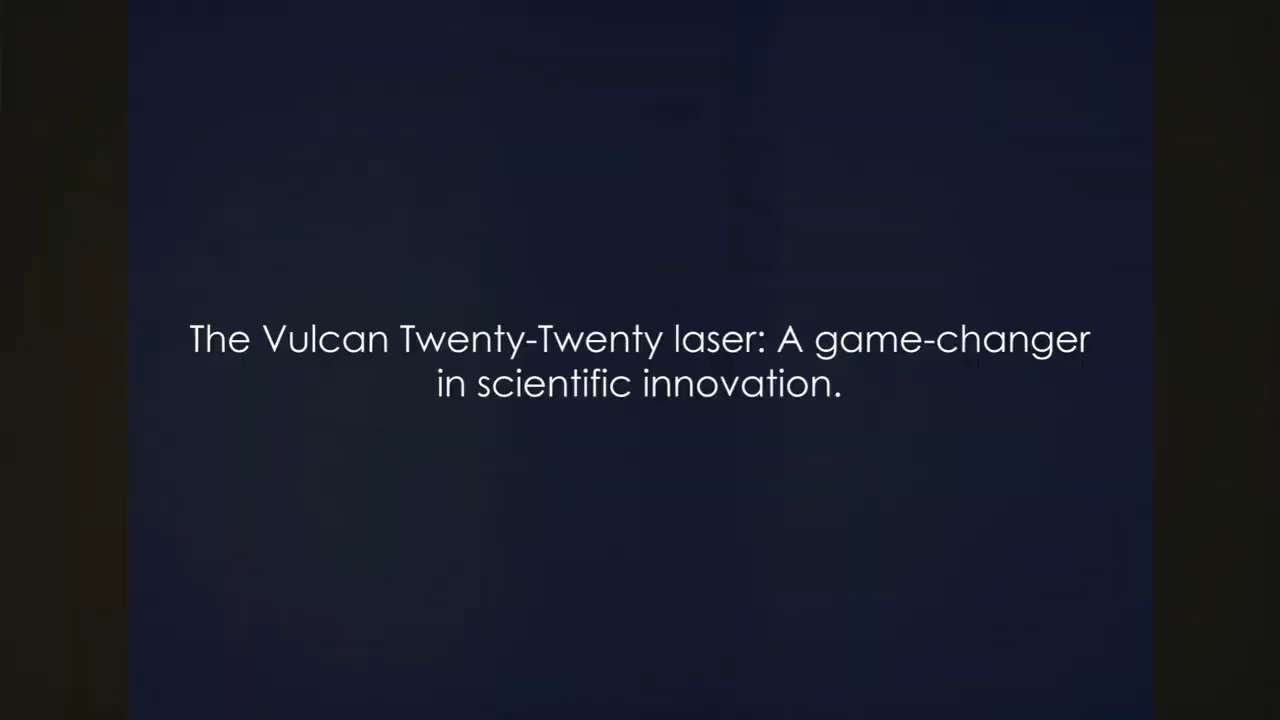 The Vulcan Twenty-Twenty laser: A game-changer
in scientific innovation.